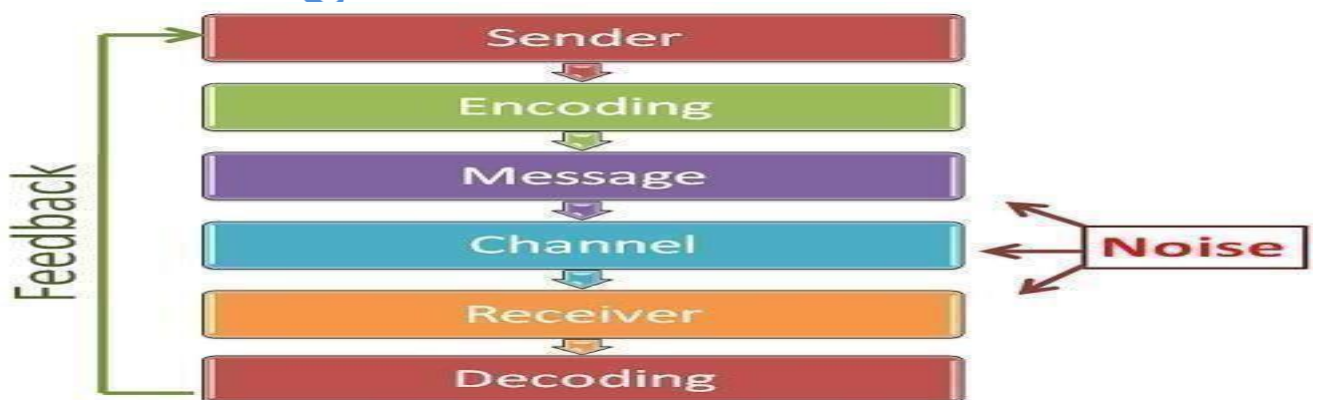 Sender
Encoding
Message
Channel
Receiver
Decoding
Feedback
Noise